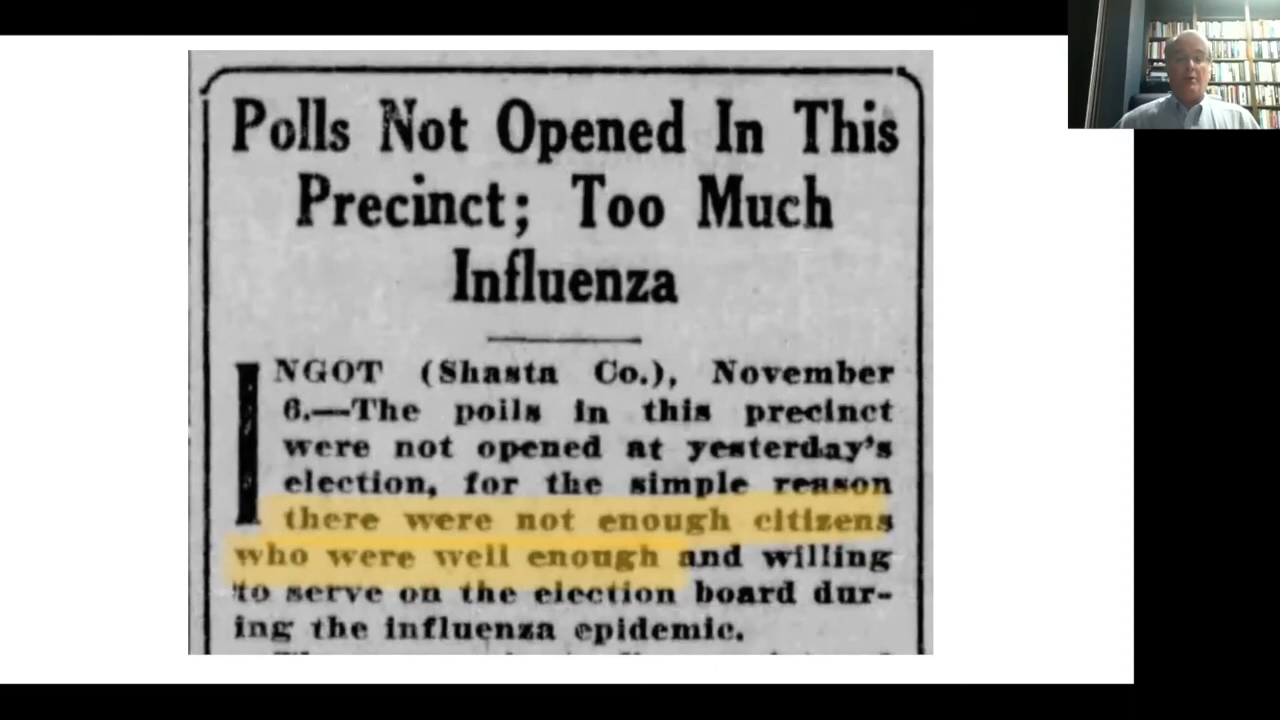 Polls Not Opened In This
Precinct; Too Much
Influenza
INGOT (Shasta Co.), November
6.—The polls in this precinct
were not opened at yesterday's
election, for the simple reason
there were not enough citizens
who were well enough and willing
to serve on the election board dur-
ing the influenza epidemic.